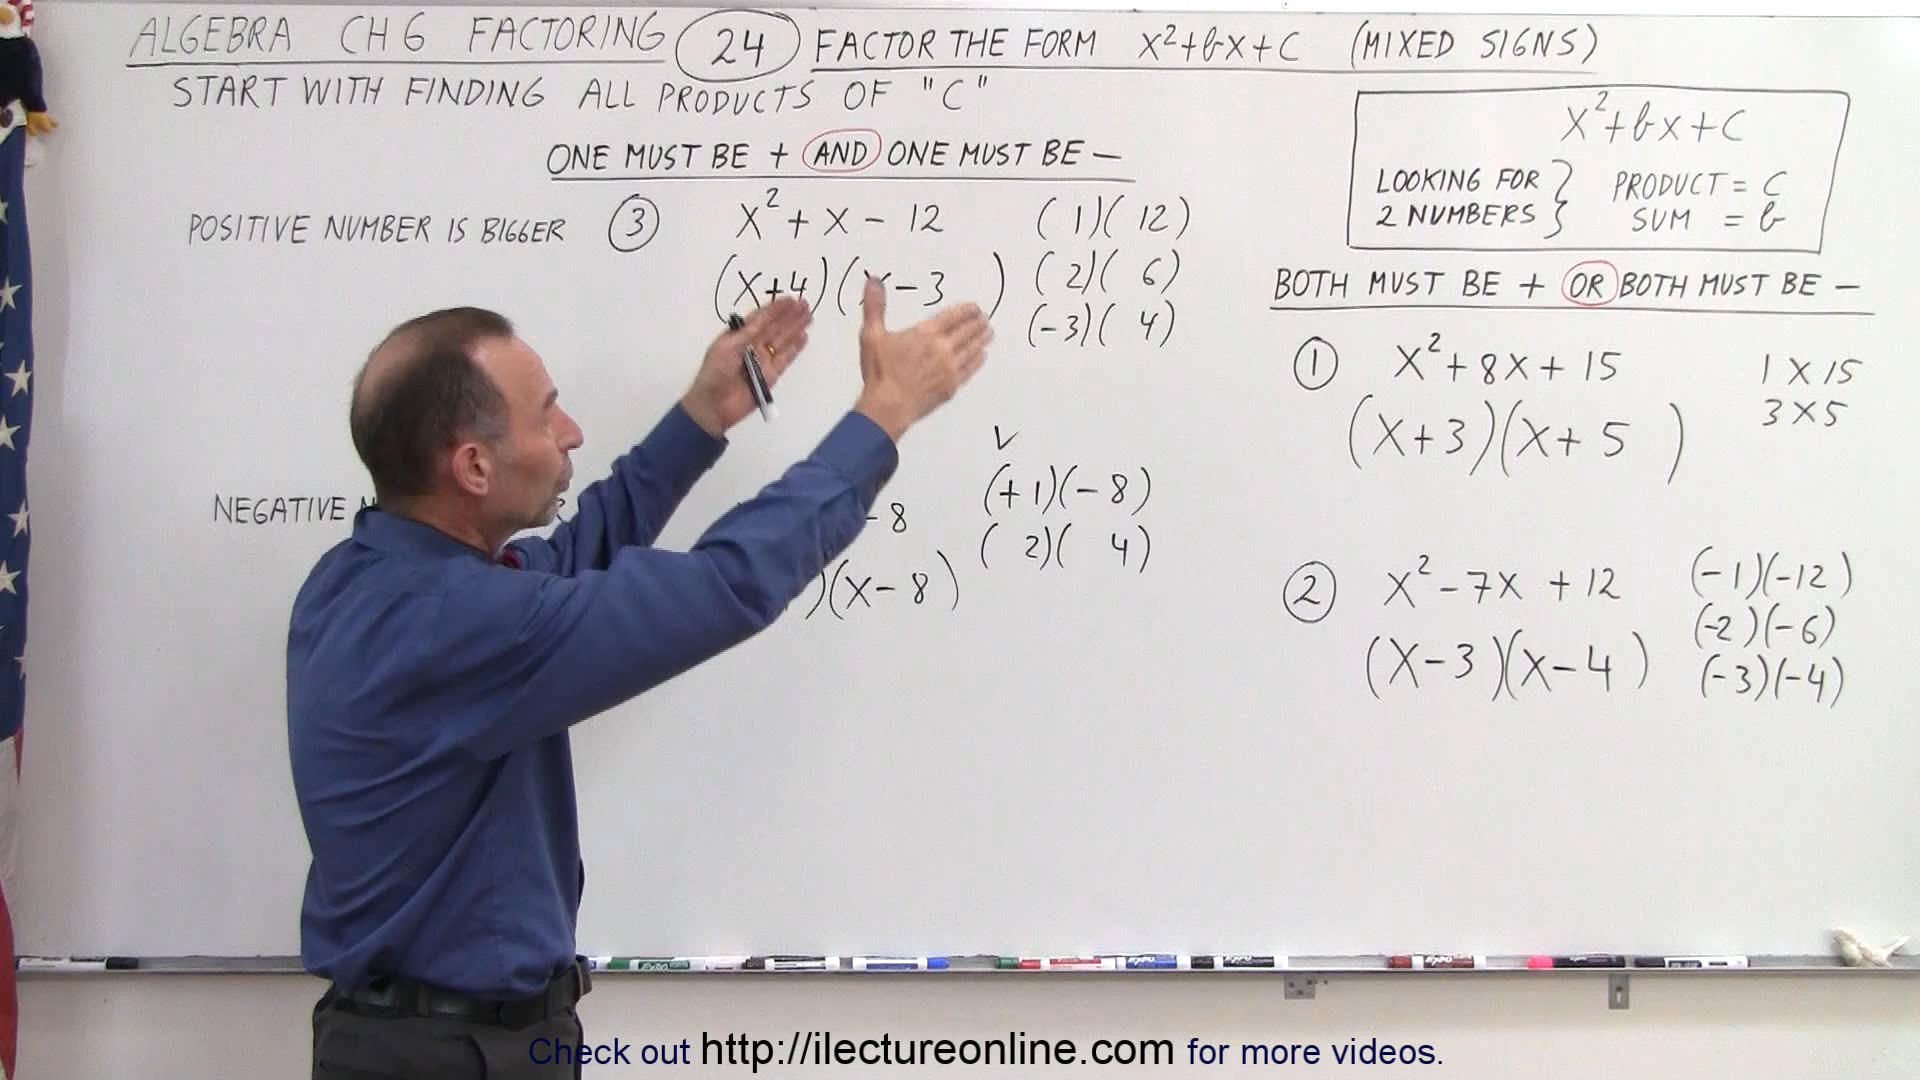 ALGEBRA CH 6 FACTORING 24 FACTOR THE FORM X²+bX+C (MIXED SIGNS)
START WITH FINDING ALL PRODUCTS OF "C"
ONE MUST BE + AND ONE MUST BE −
POSITIVE NUMBER IS BIGGER 3 X² + X − 12 ( 1)( 12)
(X+4)(X−3 ) ( 2)( 6)
(−3)( 4)
V
NEGATIVE − 8 (+1)(−8)
( 2)( 4)
)(X−8)
X²+bX+C
LOOKING FOR 2 NUMBERS } PRODUCT = C
SUM = b
BOTH MUST BE + OR BOTH MUST BE −
1 X²+8X+15 1 X 15
(X+3)(X+5 ) 3 X 5
2 X²−7X +12 (−1)(−12)
(X−3)(X−4) (−2)(−6)
(−3)(−4)
Check out http://ilectureonline.com for more videos.